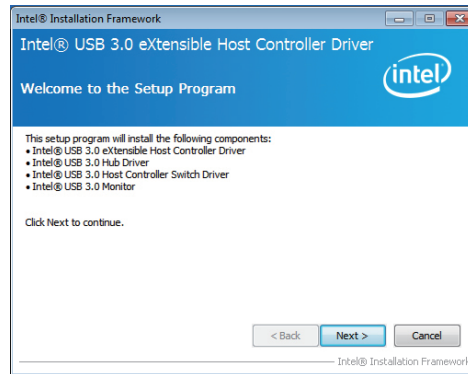 Intel® Installation Framework
Intel® USB 3.0 eXtensible Host Controller Driver
Welcome to the Setup Program
intel
This setup program will install the following components:
• Intel® USB 3.0 eXtensible Host Controller Driver
• Intel® USB 3.0 Hub Driver
• Intel® USB 3.0 Host Controller Switch Driver
• Intel® USB 3.0 Monitor
Click Next to continue.
< Back Next > Cancel
Intel® Installation Framework